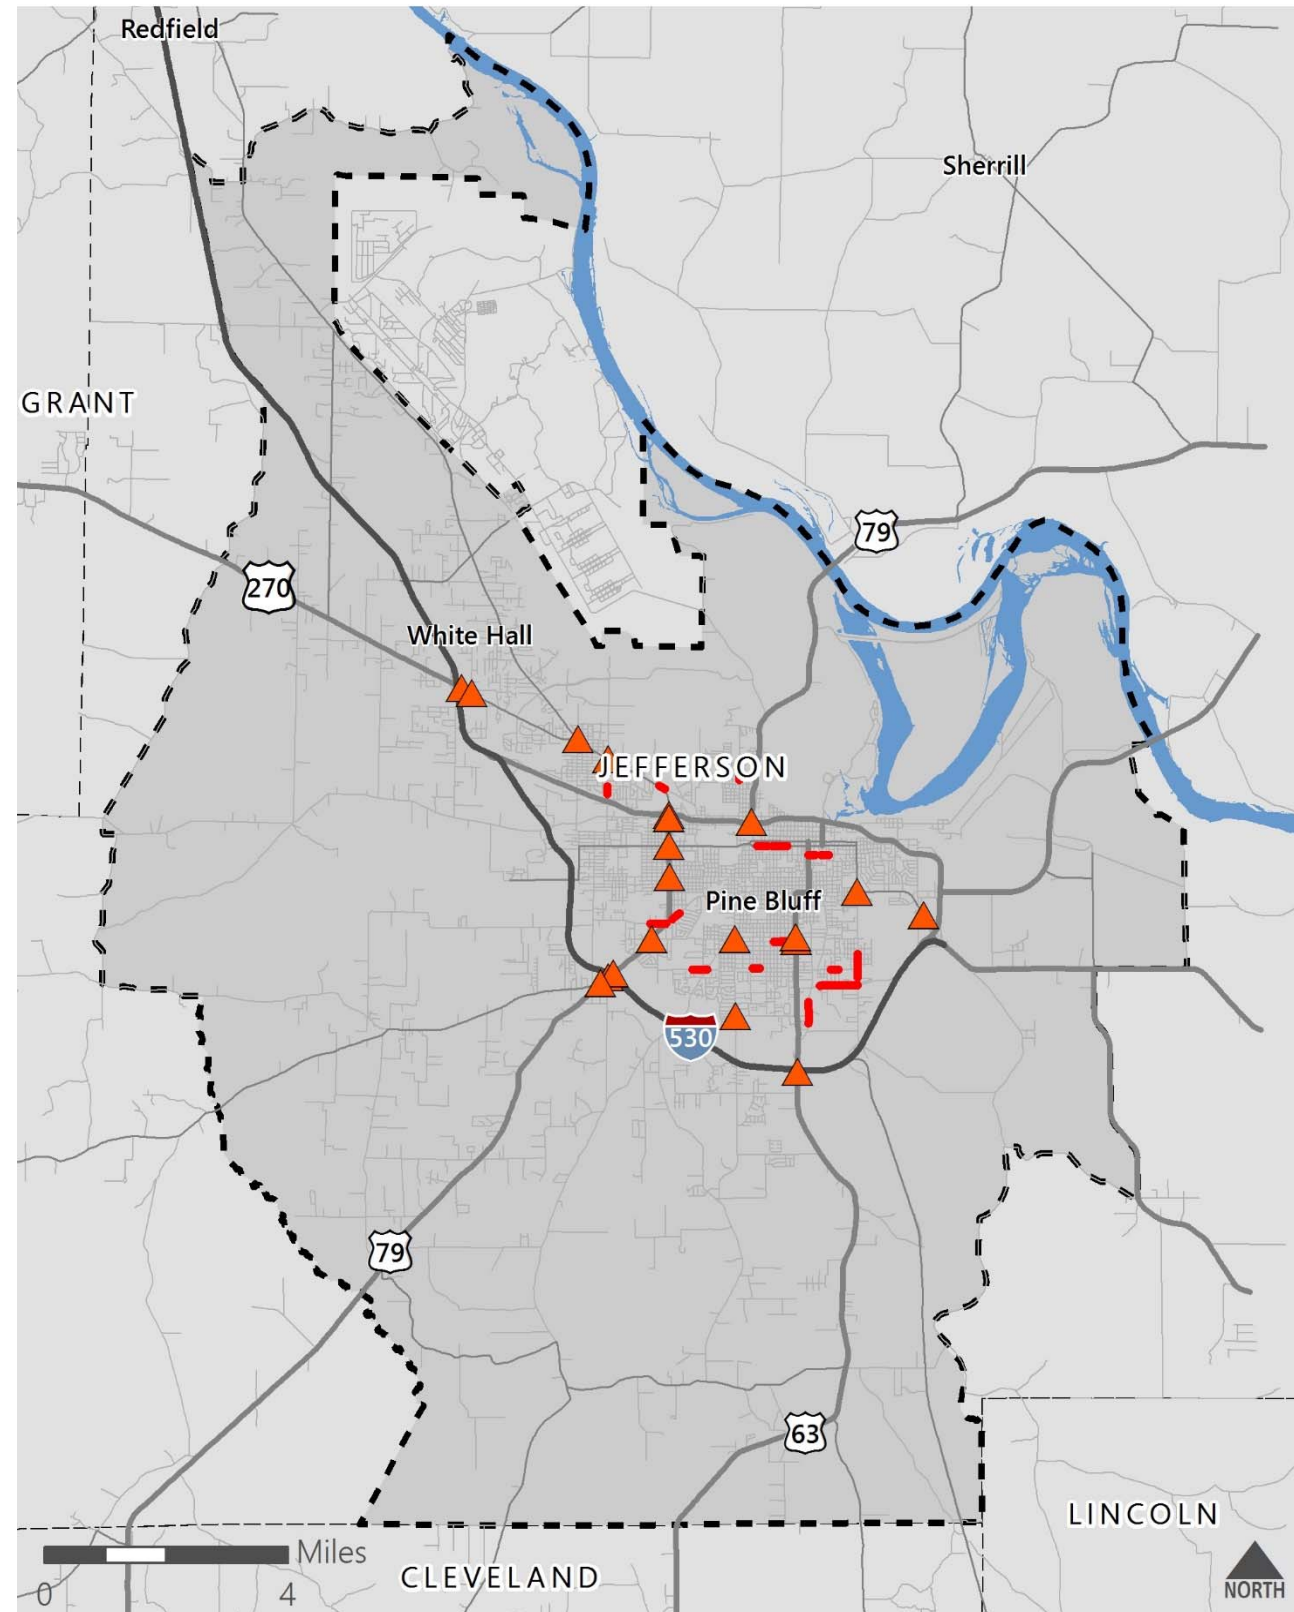 Redfield
Sherrill
GRANT
79
270
White Hall
JEFFERSON
Pine Bluff
530
79
63
LINCOLN
Miles
0 4
CLEVELAND
NORTH